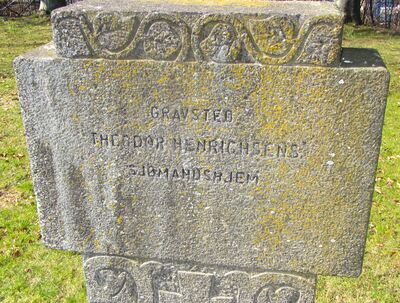 GRAVSTED
"THEODOR HENRICHSENS"
SJØMANDSHJEM